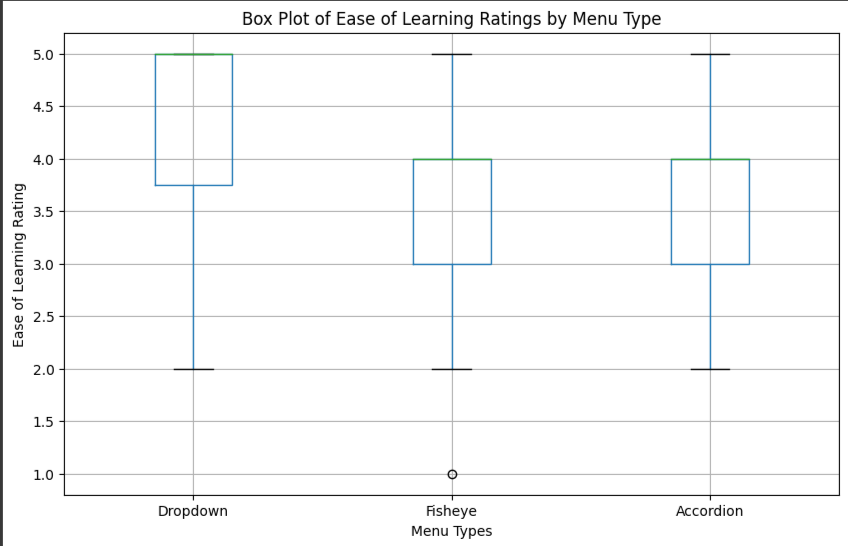 Box Plot of Ease of Learning Ratings by Menu Type
5.0
4.5
4.0
3.5
3.0
2.5
2.0
1.5
1.0
Ease of Learning Rating
Dropdown Fisheye Accordion
Menu Types